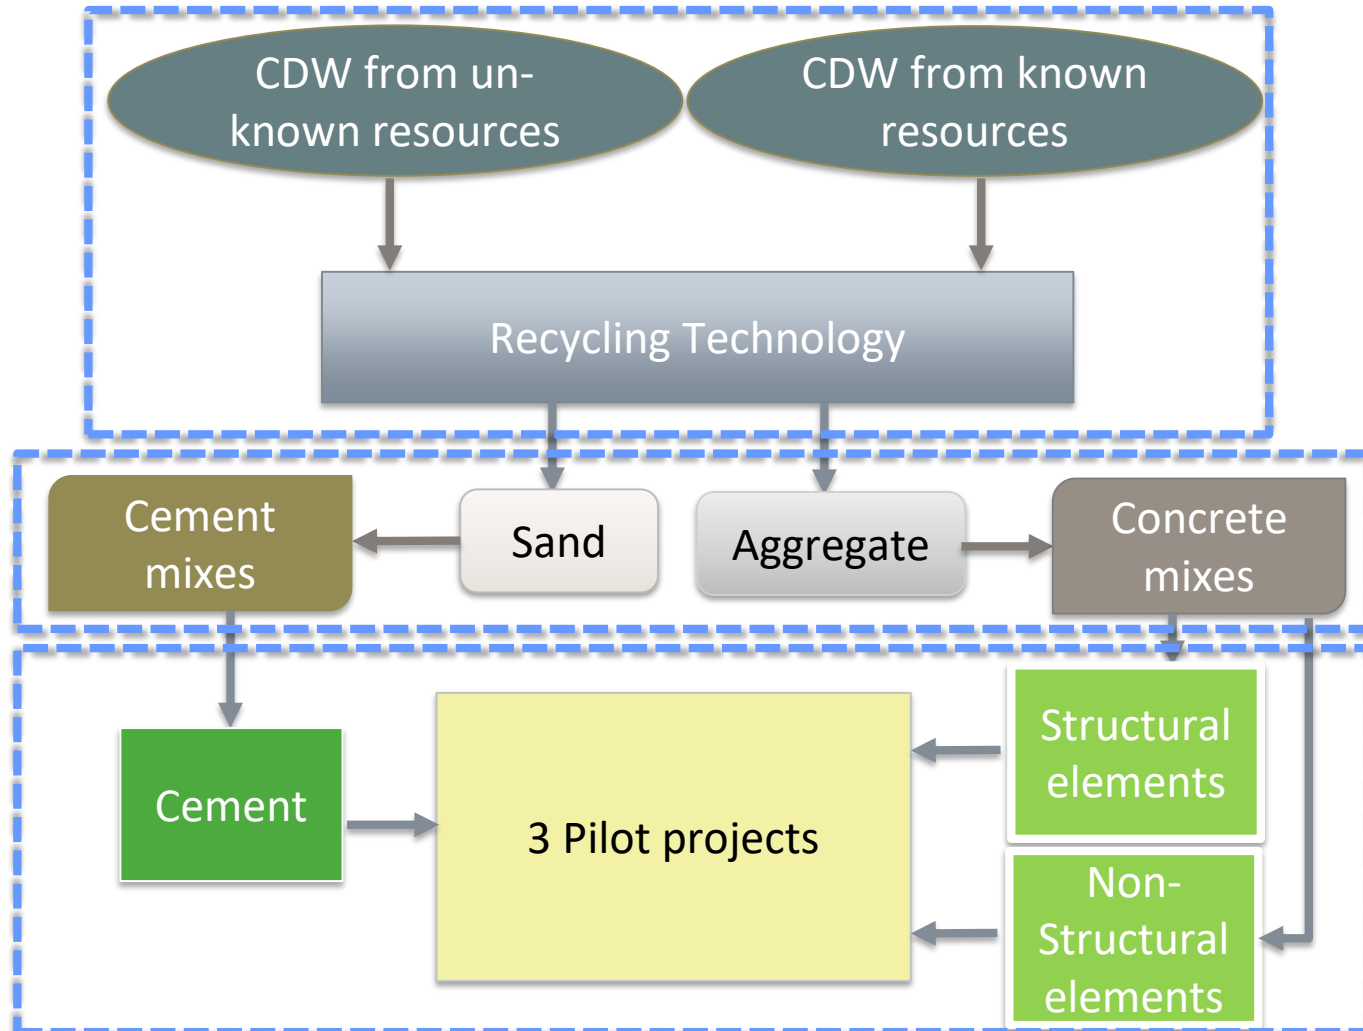 CDW from un-
known resources
CDW from known
resources
Recycling Technology
Cement
mixes
Sand
Aggregate
Concrete
mixes
Cement
3 Pilot projects
Structural
elements
Non-
Structural
elements